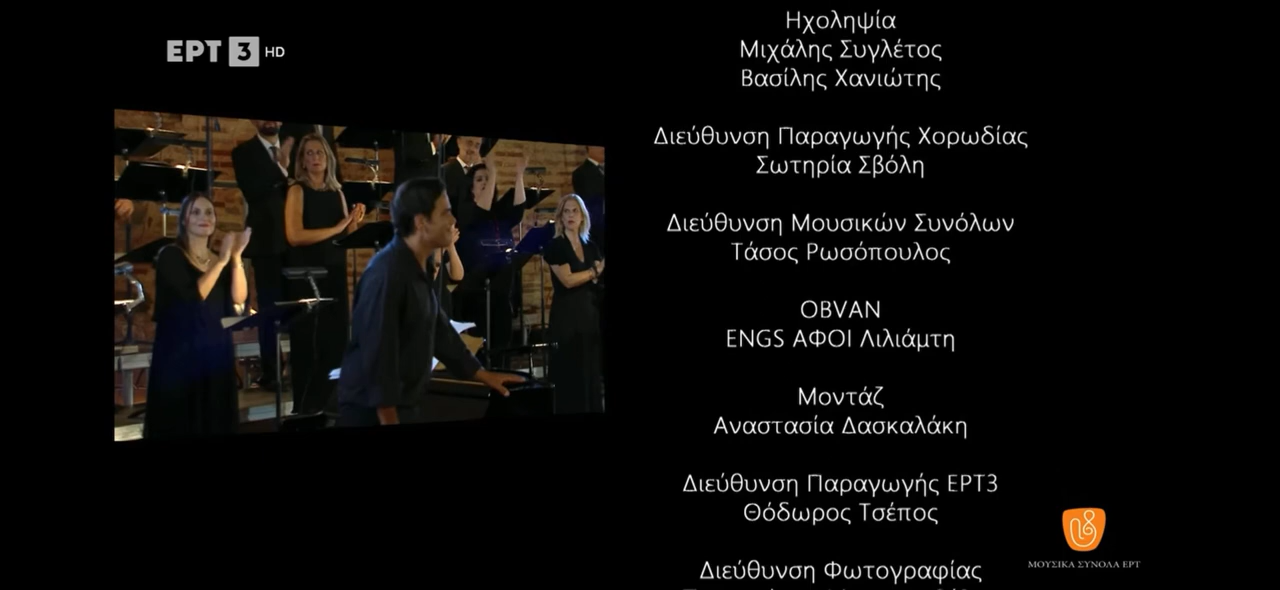 ΕΡΤ 3 HD
Ηχοληψία
Μιχάλης Συγλέτος
Βασίλης Χανιώτης
Διεύθυνση Παραγωγής Χορωδίας
Σωτηρία Σβόλη
Διεύθυνση Μουσικών Συνόλων
Τάσος Ρωσόπουλος
OBVAN
ENGS ΑΦΟΙ Λιλιάμτη
Μοντάζ
Αναστασία Δασκαλάκη
Διεύθυνση Παραγωγής ΕΡΤ3
Θόδωρος Τσέπος
Διεύθυνση Φωτογραφίας
ΜΟΥΣΙΚΑ ΣΥΝΟΛΑ ΕΡΤ